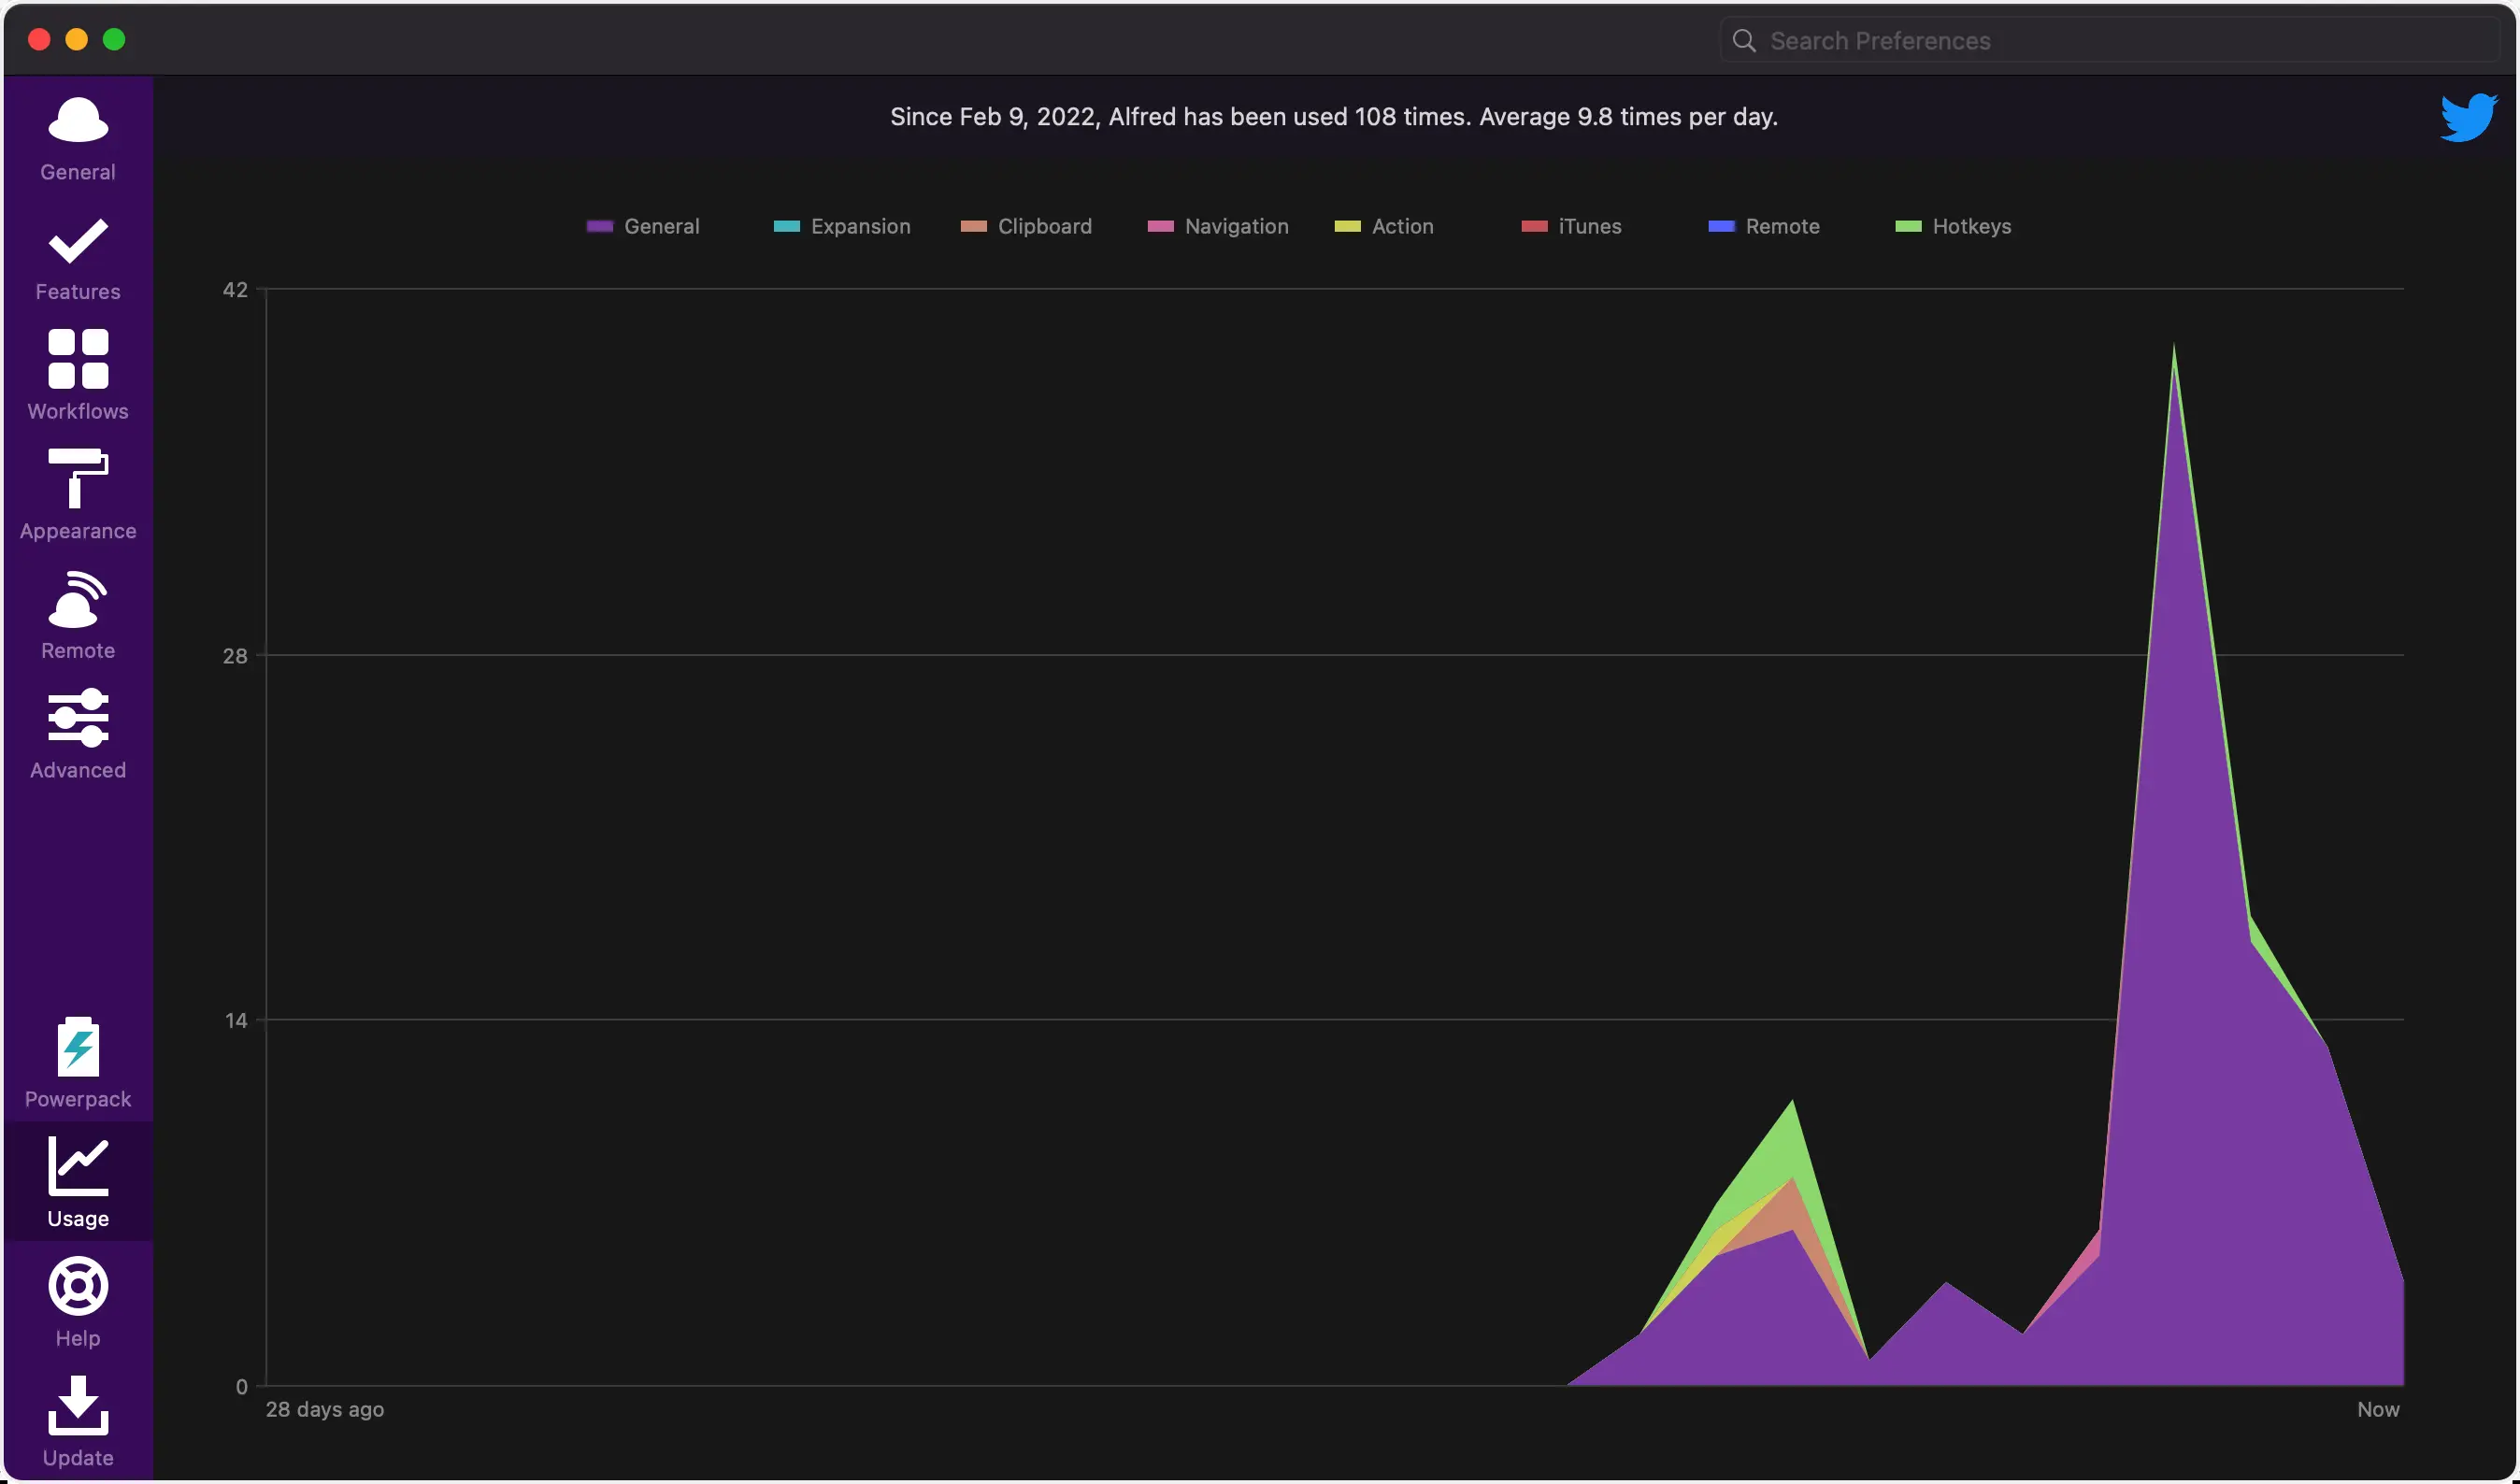 Search Preferences
General
Features
Workflows
Appearance
Remote
Advanced
Powerpack
Usage
Help
Update
Since Feb 9, 2022, Alfred has been used 108 times. Average 9.8 times per day.
General Expansion Clipboard Navigation Action iTunes Remote Hotkeys
42
28
14
0
28 days ago Now